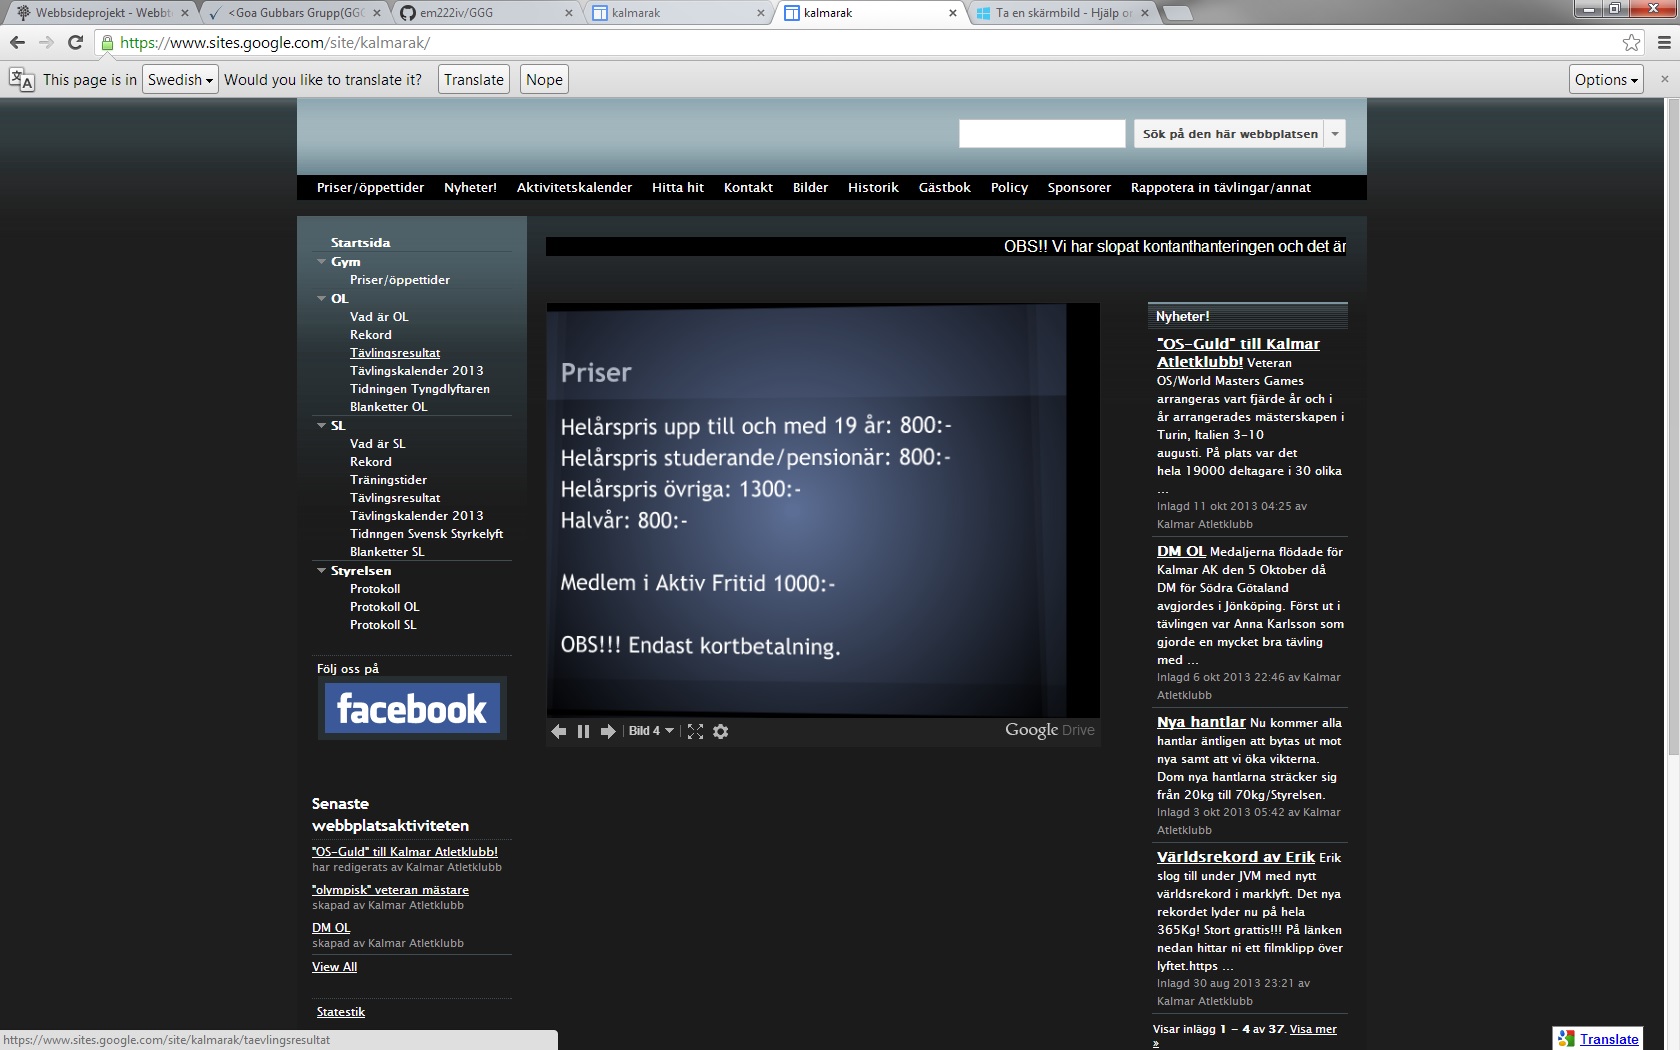 Webbsideprojekt - Webbt
<Goa Gubbars Grupp(GGG
em222iv/GGG
kalmarak
kalmarak
Ta en skärmbild - Hjälp o
https://www.sites.google.com/site/kalmarak/
This page is in Swedish Would you like to translate it? Translate Nope Options
Sök på den här webbplatsen
Priser/öppettider Nyheter! Aktivitetskalender Hitta hit Kontakt Bilder Historik Gästbok Policy Sponsorer Rappotera in tävlingar/annat
Startsida
Gym
Priser/öppettider
OL
Vad är OL
Rekord
Tävlingsresultat
Tävlingskalender 2013
Tidningen Tyngdlyftaren
Blanketter OL
SL
Vad är SL
Rekord
Träningstider
Tävlingsresultat
Tävlingskalender 2013
Tidnngen Svensk Styrkelyft
Blanketter SL
Styrelsen
Protokoll
Protokoll OL
Protokoll SL
Följ oss på
facebook
Senaste
webbplatsaktiviteten
"OS-Guld" till Kalmar Atletklubb!
har redigerats av Kalmar Atletklubb
"olympisk" veteran mästare
skapad av Kalmar Atletklubb
DM OL
skapad av Kalmar Atletklubb
View All
Statestik
OBS!! Vi har slopat kontanthanteringen och det är
Priser
Helårspris upp till och med 19 år: 800:-
Helårspris studerande/pensionär: 800:-
Helårspris övriga: 1300:-
Halvår: 800:-
Medlem i Aktiv Fritid 1000:-
OBS!!! Endast kortbetalning.
Bild 4
Google Drive
Nyheter!
"OS-Guld" till Kalmar
Atletklubb! Veteran
OS/World Masters Games
arrangeras vart fjärde år och i
år arrangerades mästerskapen i
Turin, Italien 3-10
augusti. På plats var det
hela 19000 deltagare i 30 olika
...
Inlagd 11 okt 2013 04:25 av
Kalmar Atletklubb
DM OL Medaljerna flödade för
Kalmar AK den 5 Oktober då
DM för Södra Götaland
avgjordes i Jönköping. Först ut i
tävlingen var Anna Karlsson som
gjorde en mycket bra tävling
med ...
Inlagd 6 okt 2013 22:46 av Kalmar
Atletklubb
Nya hantlar Nu kommer alla
hantlar äntligen att bytas ut mot
nya samt att vi öka vikterna.
Dom nya hantlarna sträcker sig
från 20kg till 70kg/Styrelsen.
Inlagd 3 okt 2013 05:42 av Kalmar
Atletklubb
Världsrekord av Erik Erik
slog till under JVM med nytt
världsrekord i marklyft. Det nya
rekordet lyder nu på hela
365Kg! Stort grattis!!! På länken
nedan hittar ni ett filmklipp över
lyftet.https ...
Inlagd 30 aug 2013 23:21 av
Kalmar Atletklubb
Visar inlägg 1 - 4 av 37. Visa mer
»
https://www.sites.google.com/site/kalmarak/taevlingsresultat
Translate